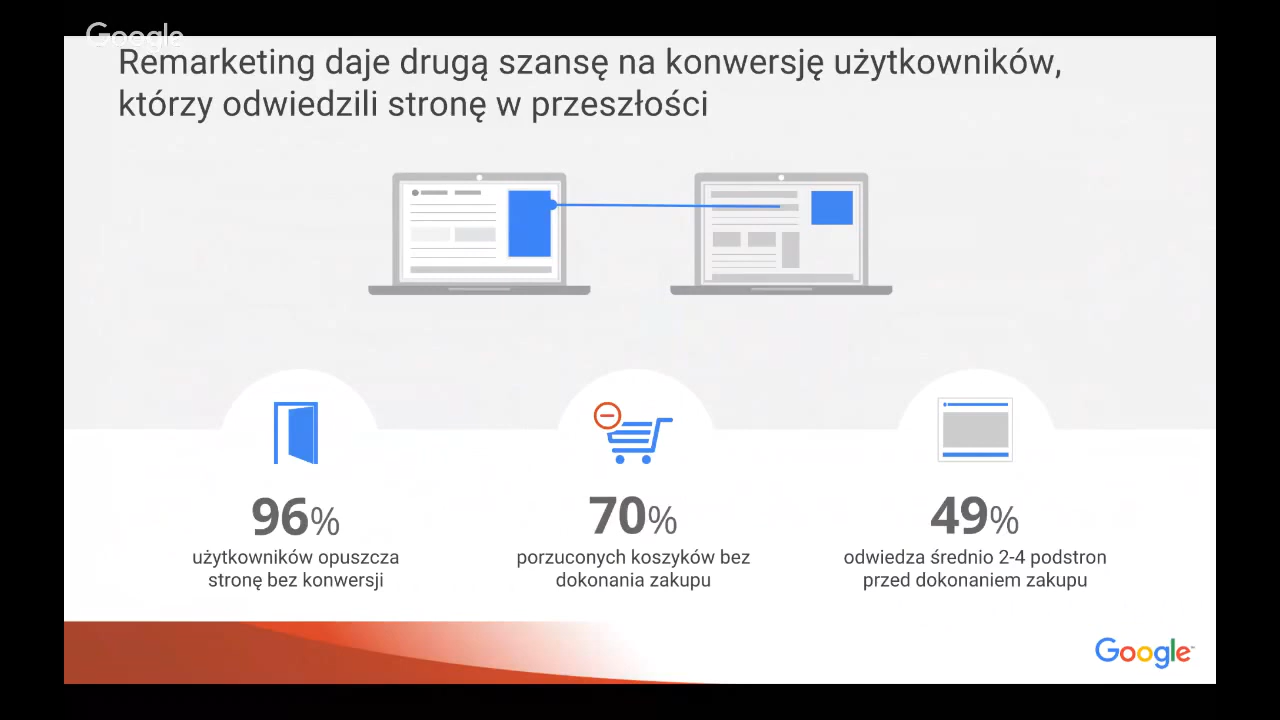 Google
Remarketing daje drugą szansę na konwersję użytkowników,
którzy odwiedzili stronę w przeszłości
96%
użytkowników opuszcza
stronę bez konwersji
70%
porzuconych koszyków bez
dokonania zakupu
49%
odwiedza średnio 2-4 podstron
przed dokonaniem zakupu
Google